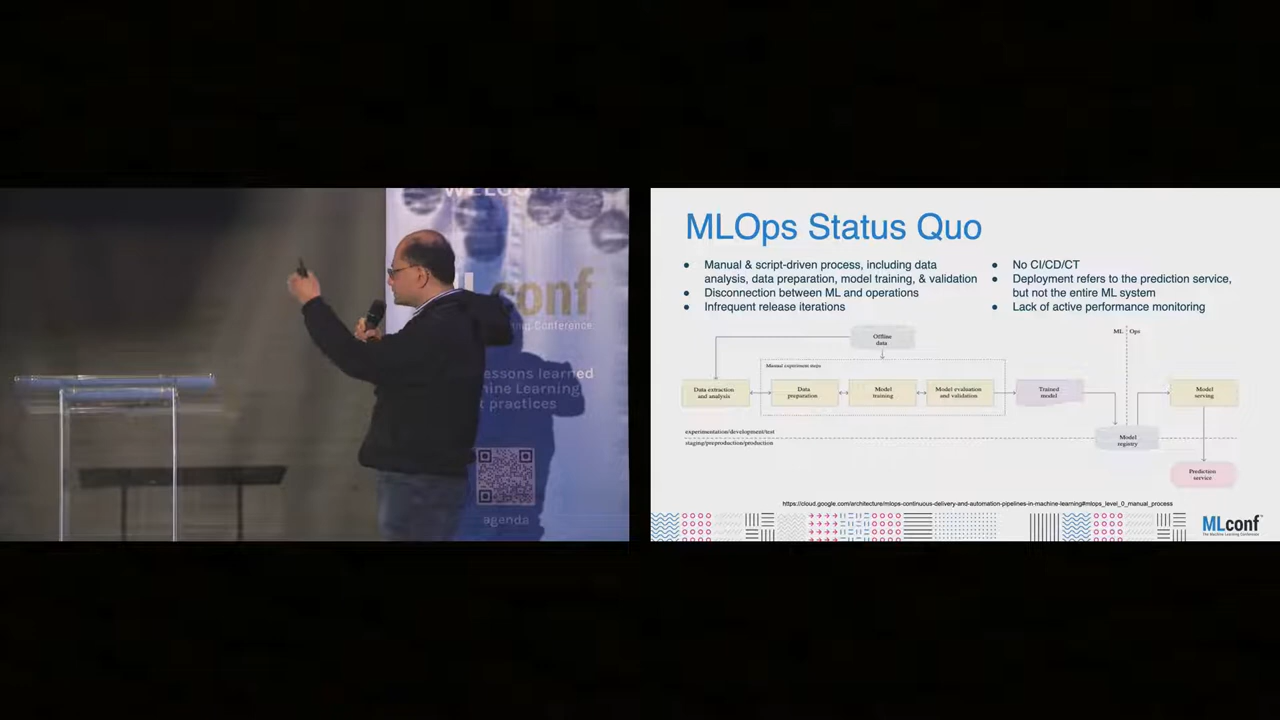 WELCOME
conf
essons learned
practices
agenda
MLOps Status Quo
● Manual & script-driven process, including data
analysis, data preparation, model training, & validation
● Disconnection between ML and operations
● Infrequent release iterations
● No CI/CD/CT
● Deployment refers to the prediction service,
but not the entire ML system
● Lack of active performance monitoring
Offline
data
ML
Ops
Manual experiment steps
Data extraction
and analysis
Data
preparation
Model
training
Model evaluation
and validation
Trained
model
Model
serving
experimentation/development/test
staging/preproduction/production
Model
registry
Prediction
service
https://cloud.google.com/architecture/mlops-continuous-delivery-and-automation-pipelines-in-machine-learning#mlops_level_0_manual_process
MLconf
The Machine Learning Conference